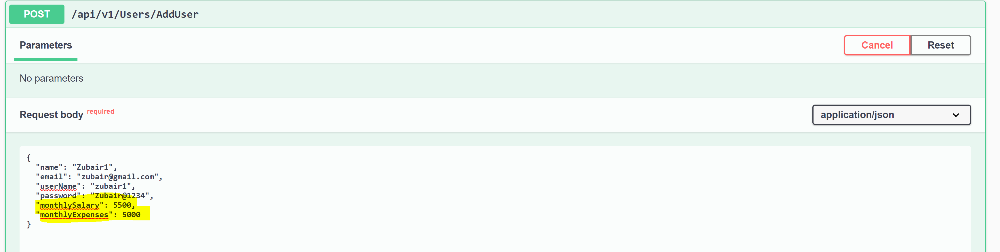 POST /api/v1/Users/AddUser
Parameters
Cancel Reset
No parameters
Request body required
application/json
{
"name": "Zubair1",
"email": "zubair@gmail.com",
"userName": "zubair1",
"password": "Zubair@1234",
"monthlySalary": 5500,
"monthlyExpenses": 5000
}